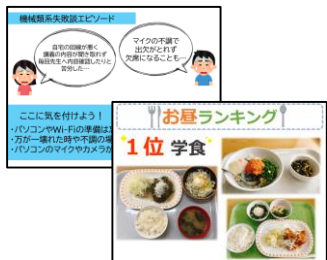 機械類系失敗談エピソード
自宅の回線が悪く
講義の内容が聞き取れず
毎回先生へ内容確認したりと
苦労した…
マイクの不調で
出欠がとれず
欠席になることも…
ここに気を付けよう！
・パソコンやWi-Fiの準備は
・万が一壊れた時や不調の
・パソコンのマイクやカメラが
お昼ランキング
1位 学食